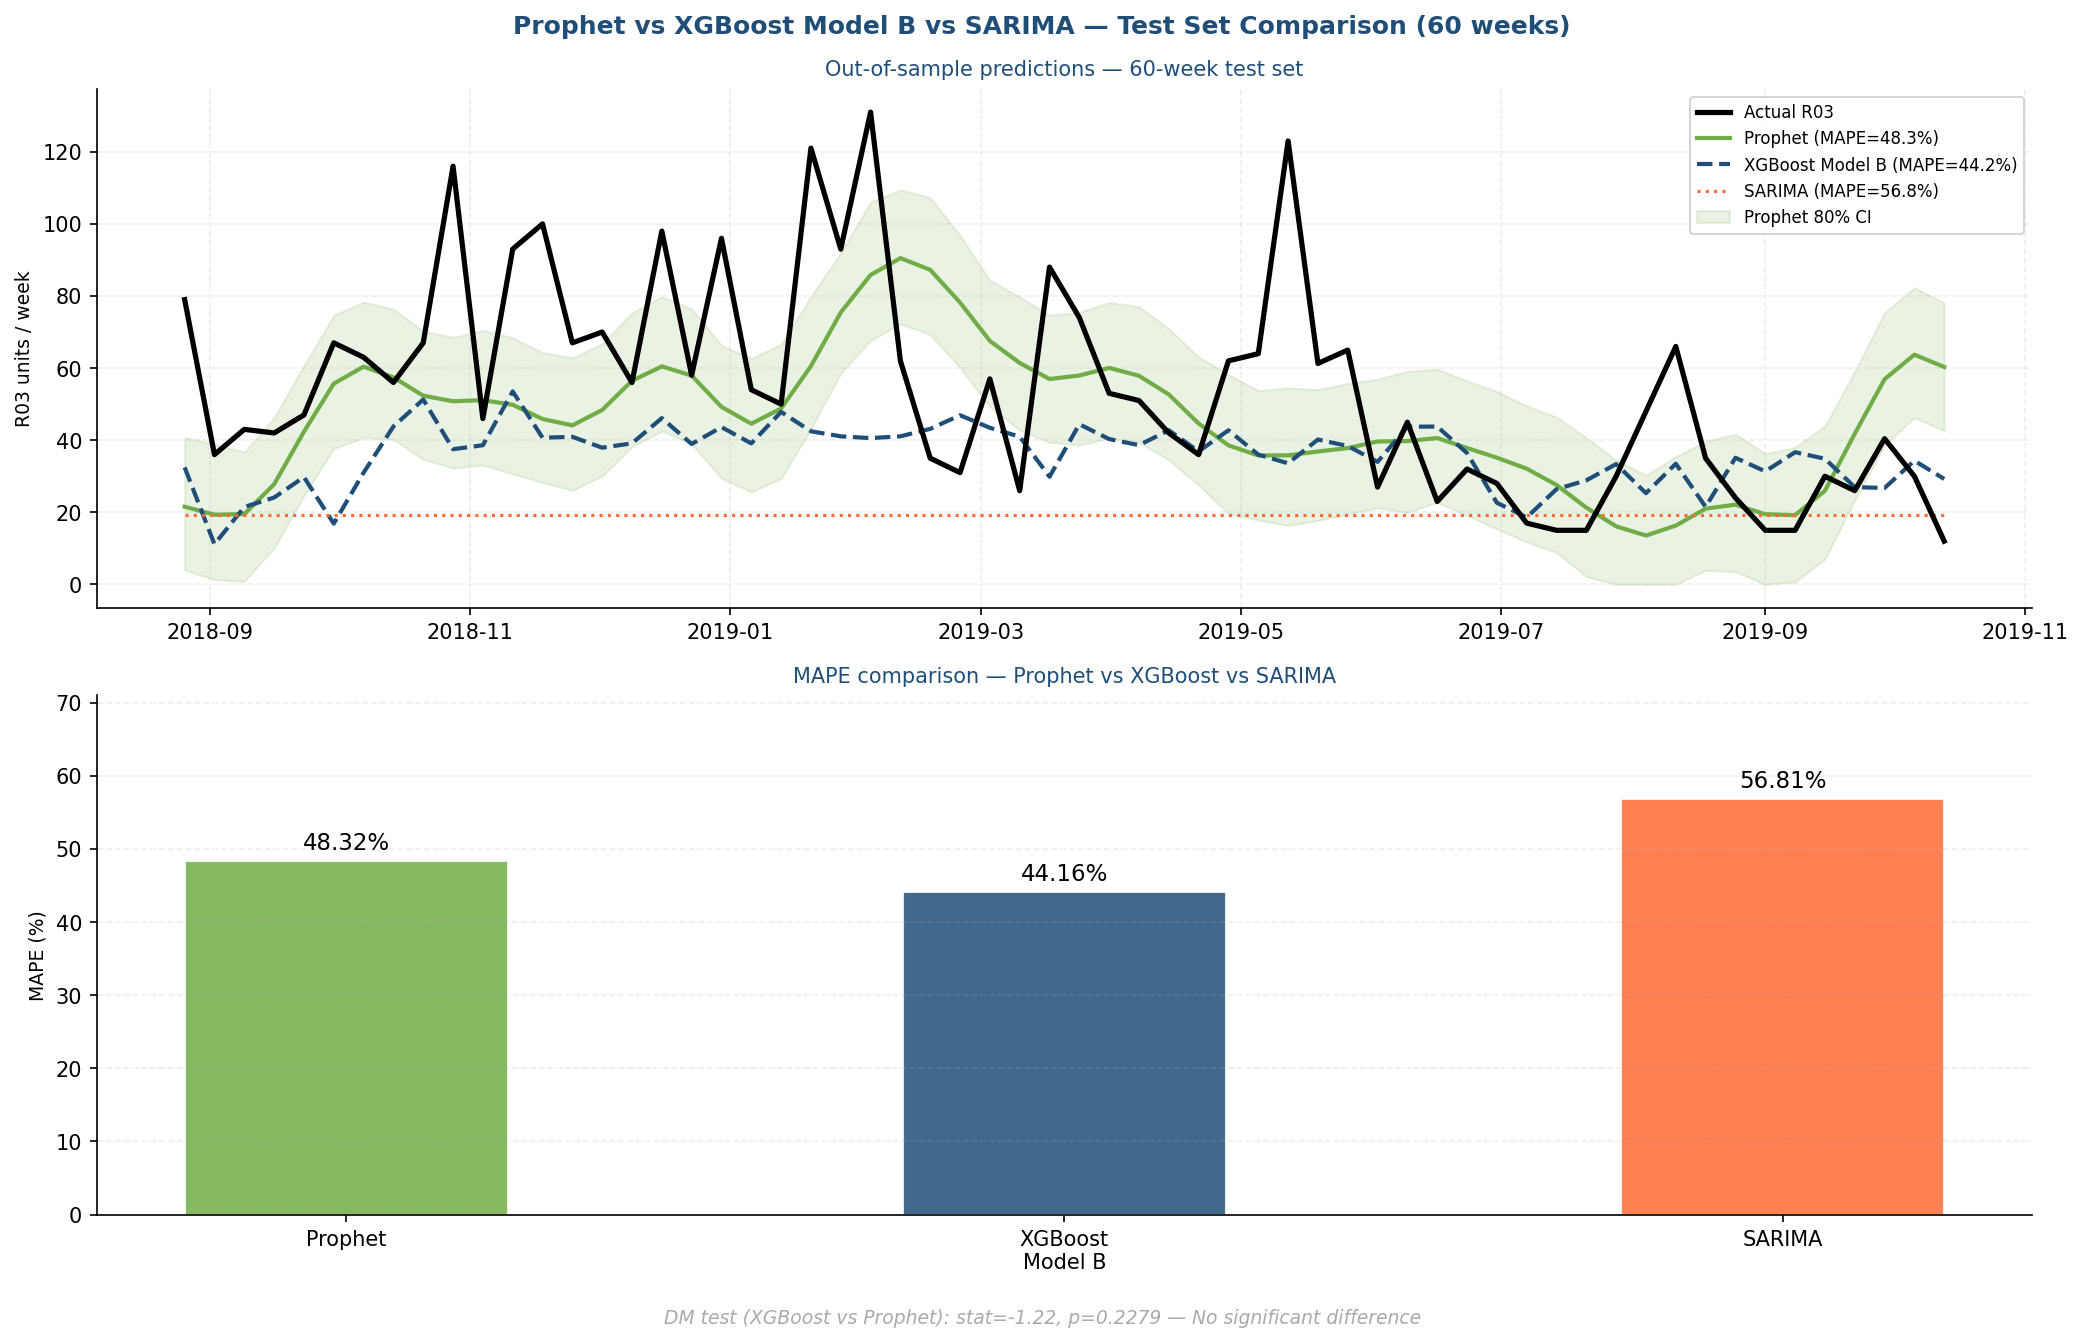 Prophet vs XGBoost Model B vs SARIMA — Test Set Comparison (60 weeks)
Out-of-sample predictions — 60-week test set
Actual R03
Prophet (MAPE=48.3%)
XGBoost Model B (MAPE=44.2%)
SARIMA (MAPE=56.8%)
Prophet 80% CI
R03 units / week
120
100
80
60
40
20
0
2018-09 2018-11 2019-01 2019-03 2019-05 2019-07 2019-09 2019-11
MAPE comparison — Prophet vs XGBoost vs SARIMA
MAPE (%)
70
60
50
40
30
20
10
0
48.32%
44.16%
56.81%
Prophet
XGBoost
Model B
SARIMA
DM test (XGBoost vs Prophet): stat=-1.22, p=0.2279 — No significant difference